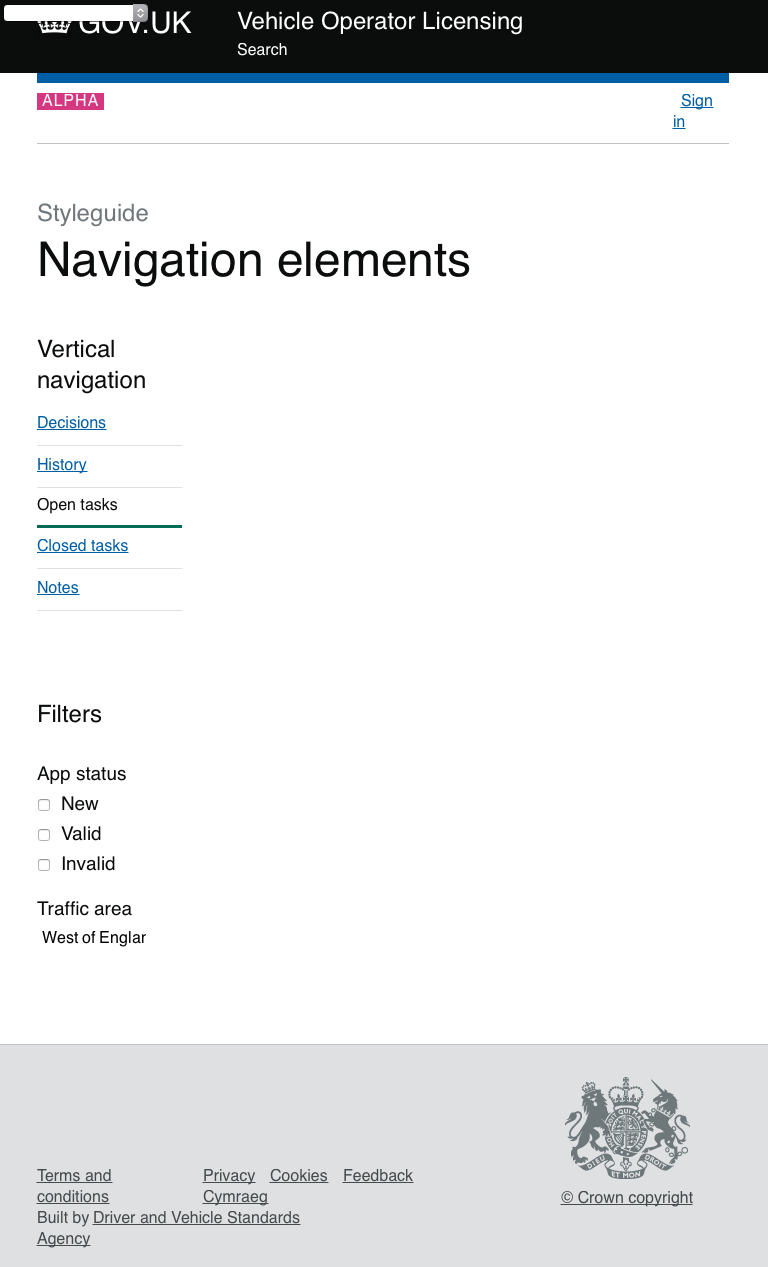 GOV.UK
Vehicle Operator Licensing
Search
ALPHA
Sign
in
Styleguide
Navigation elements
Vertical
navigation
Decisions
History
Open tasks
Closed tasks
Notes
Filters
App status
New
Valid
Invalid
Traffic area
West of Englar
Terms and
conditions
Privacy Cookies Feedback
Cymraeg
Built by Driver and Vehicle Standards
Agency
DIEU ET MON DROIT
© Crown copyright